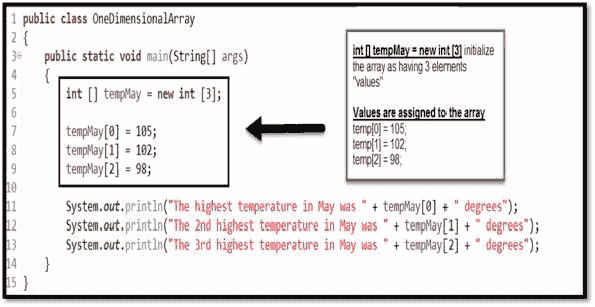 1 public class OneDimensionalArray
2 {
3 public static void main(String[] args)
4 {
5 int [] tempMay = new int [3];
6
7 tempMay[0] = 105;
8 tempMay[1] = 102;
9 tempMay[2] = 98;
10
11 System.out.println("The highest temperature in May was " + tempMay[0] + " degrees");
12 System.out.println("The 2nd highest temperature in May was " + tempMay[1] + " degrees");
13 System.out.println("The 3rd highest temperature in May was " + tempMay[2] + " degrees");
14 }
15 }
int [] tempMay = new int [3] initialize
the array as having 3 elements
"values"
Values are assigned to the array
temp[0] = 105;
temp[1] = 102;
temp[2] = 98;